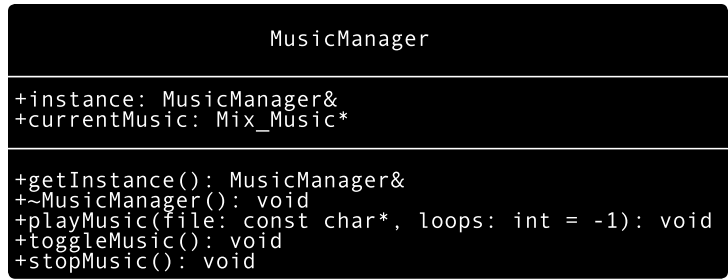 MusicManager
+instance: MusicManager&
+currentMusic: Mix_Music*
+getInstance(): MusicManager&
+~MusicManager(): void
+playMusic(file: const char*, loops: int = -1): void
+toggleMusic(): void
+stopMusic(): void